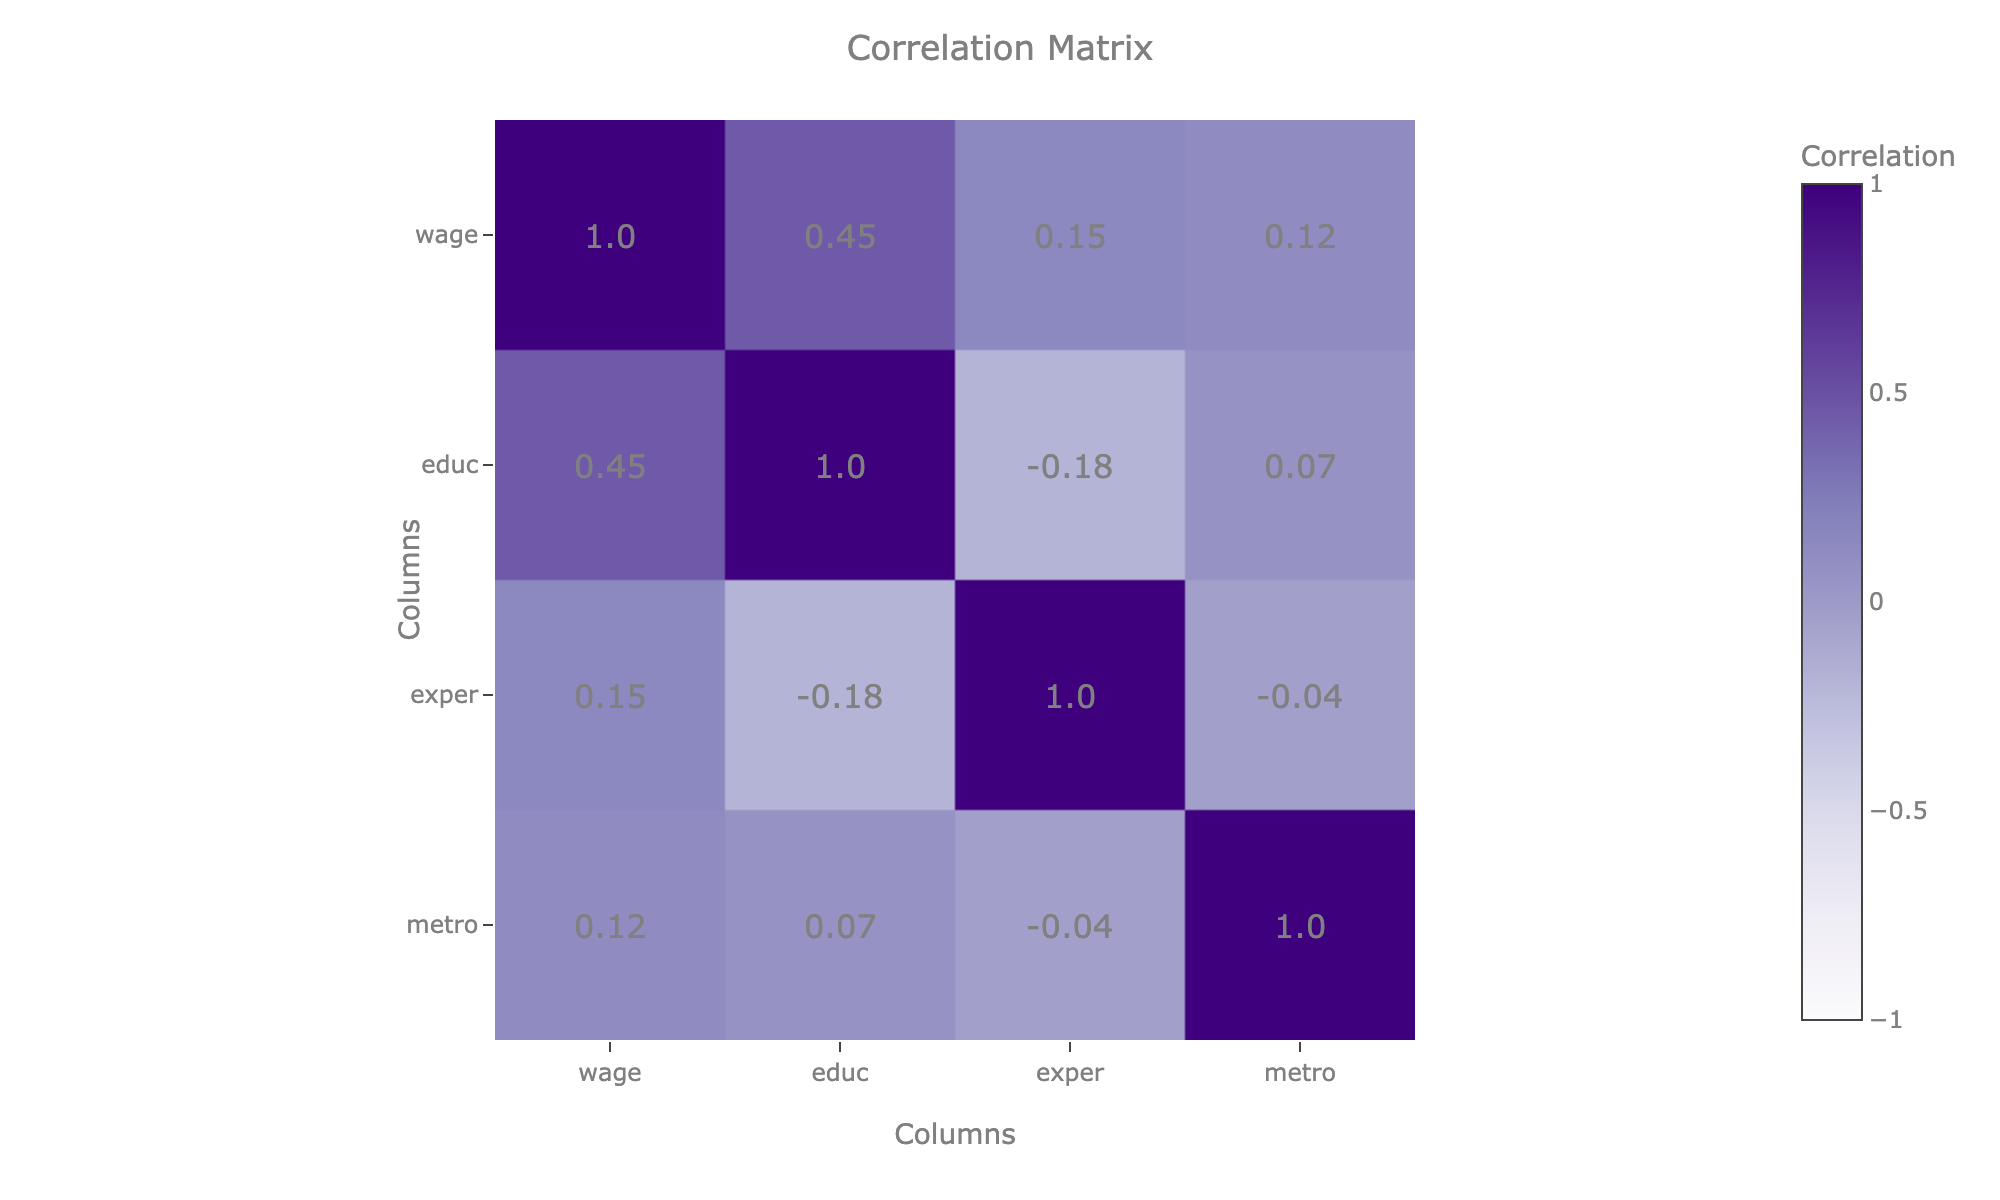 Correlation Matrix
Correlation
1
0.5
0
−0.5
−1
Columns
wage 1.0 0.45 0.15 0.12
educ 0.45 1.0 -0.18 0.07
exper 0.15 -0.18 1.0 -0.04
metro 0.12 0.07 -0.04 1.0
wage educ exper metro
Columns